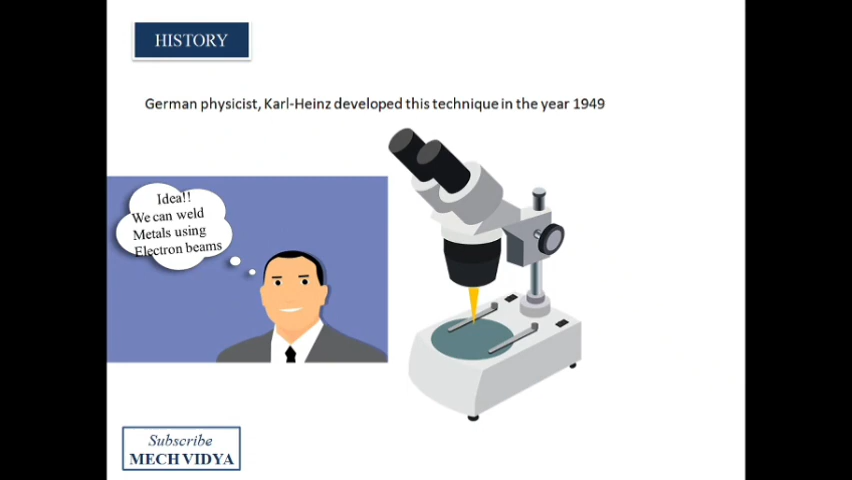 HISTORY
German physicist, Karl-Heinz developed this technique in the year 1949
Idea!!
We can weld
Metals using
Electron beams
Subscribe
MECH VIDYA